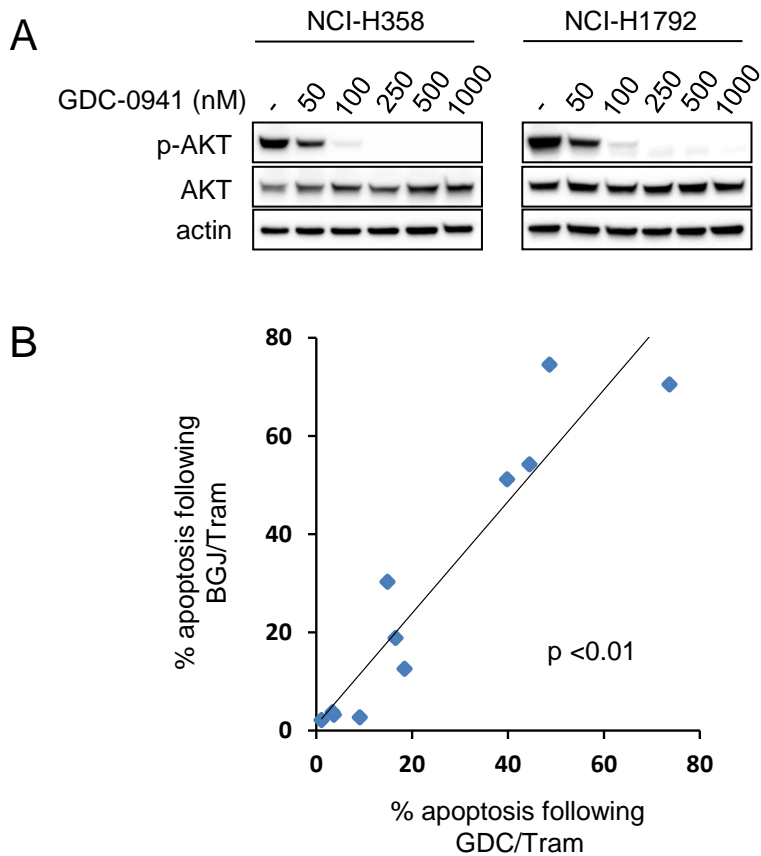 A
NCI-H358 NCI-H1792
GDC-0941 (nM) - 50 100 250 500 1000 - 50 100 250 500 1000
p-AKT
AKT
actin
B
% apoptosis following
BGJ/Tram
80
60
40
20
0
p <0.01
0 20 40 60 80
% apoptosis following
GDC/Tram